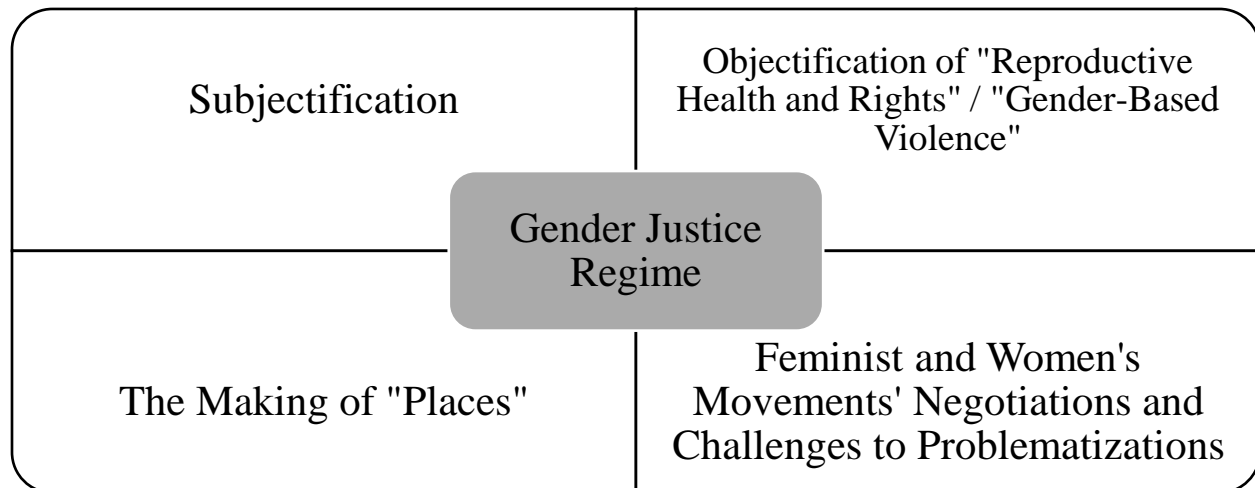 Subjectification
Objectification of "Reproductive
Health and Rights" / "Gender-Based
Violence"
Gender Justice
Regime
The Making of "Places"
Feminist and Women's
Movements' Negotiations and
Challenges to Problematizations